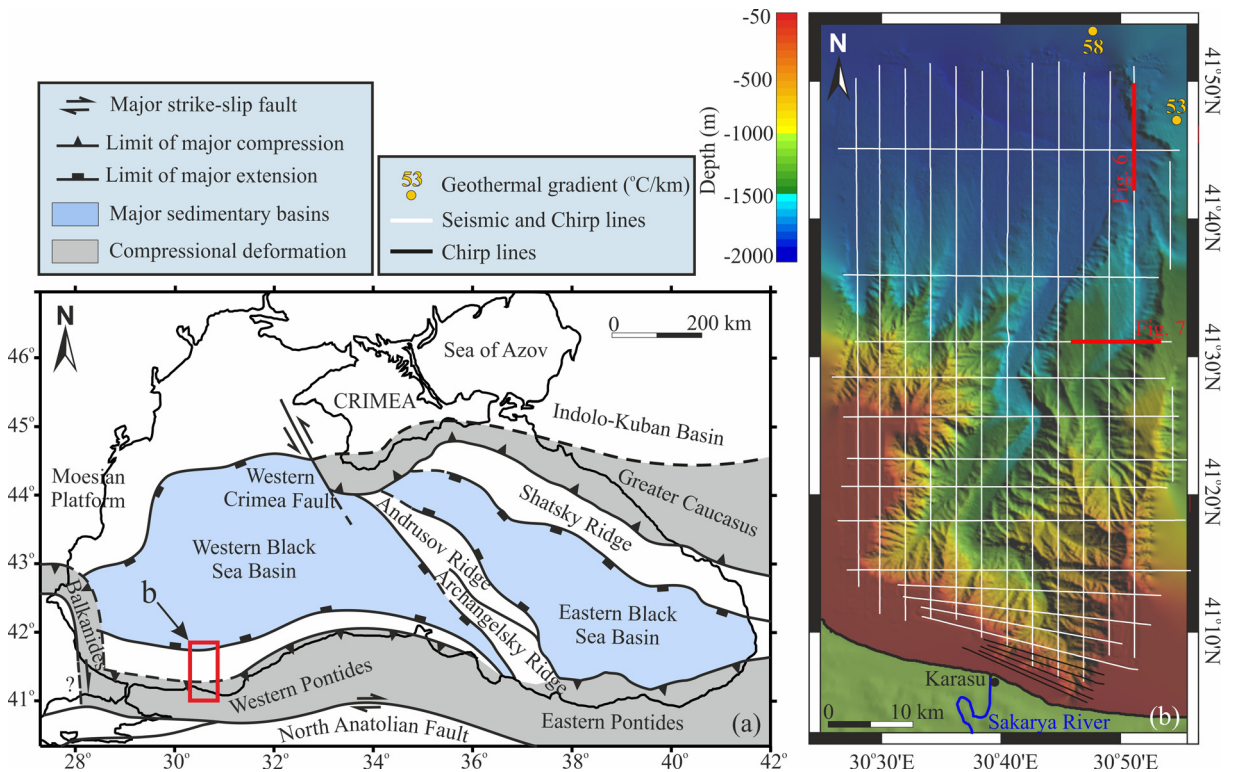 Major strike-slip fault
Limit of major compression
Limit of major extension
Major sedimentary basins
Compressional deformation
53
Geothermal gradient (°C/km)
Seismic and Chirp lines
Chirp lines
Depth (m)
-50
-500
-1000
-1500
-2000
N
0 200 km
46°
45°
44°
43°
42°
41°
28° 30° 32° 34° 36° 38° 40° 42°
Sea of Azov
CRIMEA
Indolo-Kuban Basin
Moesian
Platform
Western
Crimea Fault
Greater Caucasus
Shatsky Ridge
Andrusov Ridge
Archangelsky Ridge
Western Black
Sea Basin
Eastern Black
Sea Basin
Balkanides
b
?
Western Pontides
Eastern Pontides
North Anatolian Fault
(a)
N
58
53
Fig. 6
Fig. 7
41°50'N
41°40'N
41°30'N
41°20'N
41°10'N
Karasu
Sakarya River
0 10 km
(b)
30°30'E 30°40'E 30°50'E